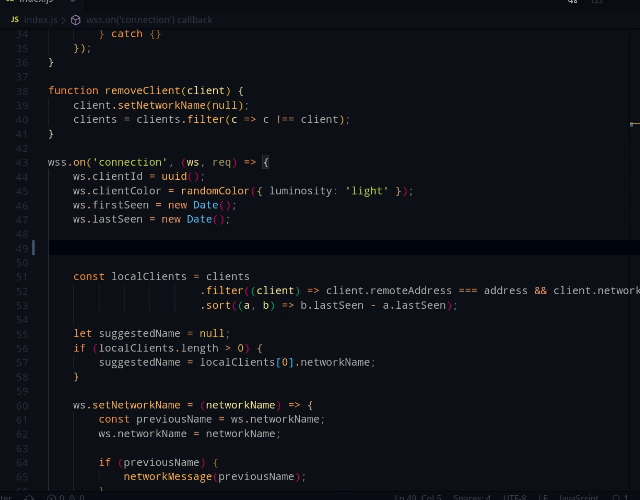 index.js
JS index.js > wss.on('connection') callback
34 } catch {}
35 });
36 }
37
38 function removeClient(client) {
39 client.setNetworkName(null);
40 clients = clients.filter(c => c !== client);
41 }
42
43 wss.on('connection', (ws, req) => {
44 ws.clientId = uuid();
45 ws.clientColor = randomColor({ luminosity: 'light' });
46 ws.firstSeen = new Date();
47 ws.lastSeen = new Date();
48
49
50
51 const localClients = clients
52 .filter((client) => client.remoteAddress === address && client.network
53 .sort((a, b) => b.lastSeen - a.lastSeen);
54
55 let suggestedName = null;
56 if (localClients.length > 0) {
57 suggestedName = localClients[0].networkName;
58 }
59
60 ws.setNetworkName = (networkName) => {
61 const previousName = ws.networkName;
62 ws.networkName = networkName;
63
64 if (previousName) {
65 networkMessage(previousName);
Ln 49, Col 5 Spaces: 4 UTF-8 LF JavaScript